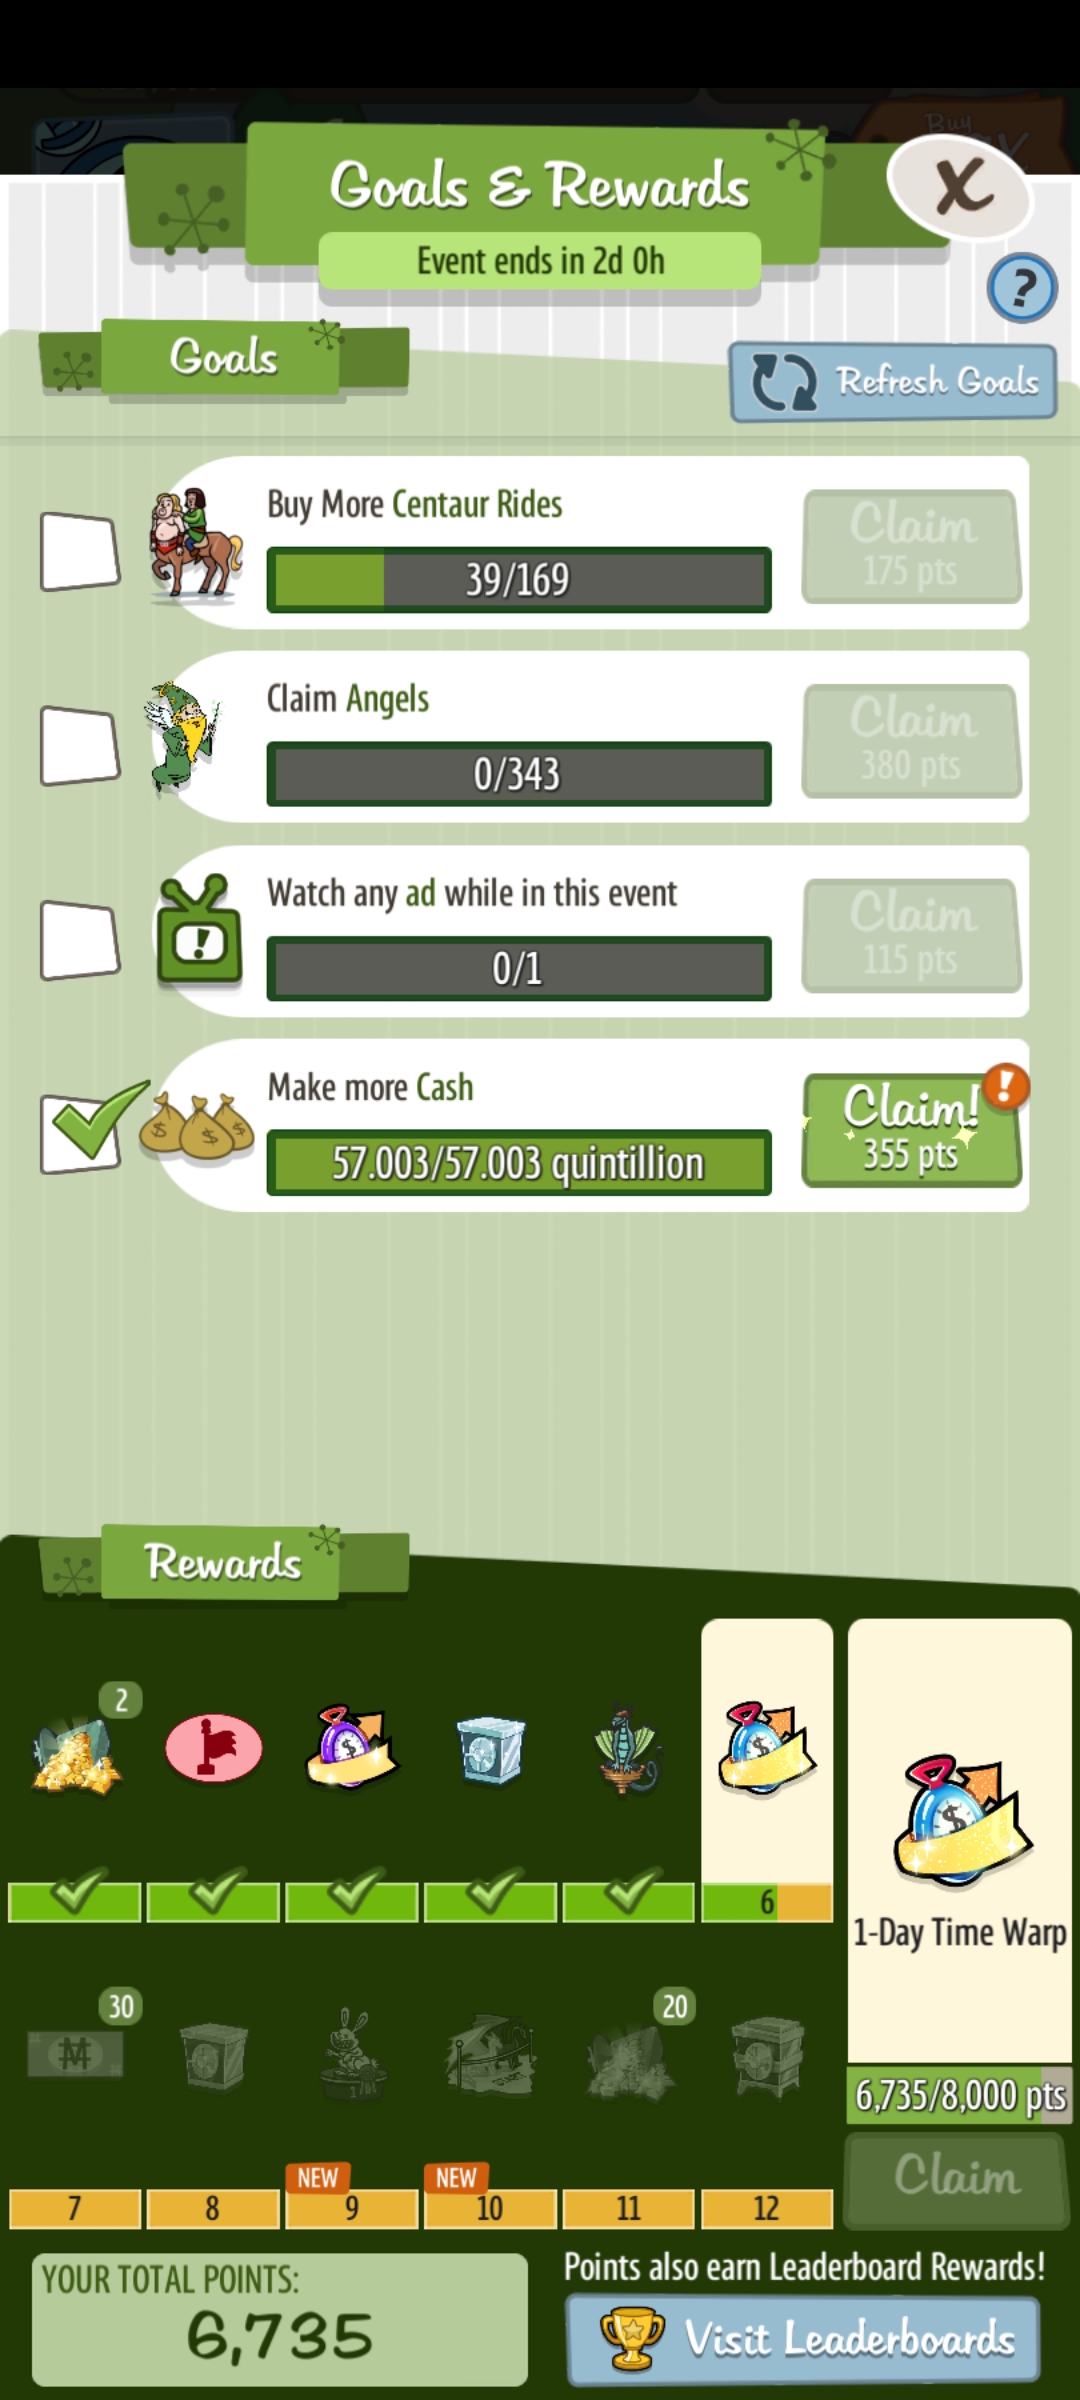 Buy
Goals & Rewards
X
Event ends in 2d 0h
?
Goals
Refresh Goals
Buy More Centaur Rides
39/169
Claim
175 pts
Claim Angels
0/343
Claim
380 pts
Watch any ad while in this event
0/1
Claim
115 pts
Make more Cash
57.003/57.003 quintillion
Claim!
355 pts
!
Rewards
2
6
1-Day Time Warp
6,735/8,000 pts
Claim
30
20
7
8
NEW
9
NEW
10
11
12
YOUR TOTAL POINTS:
6,735
Points also earn Leaderboard Rewards!
Visit Leaderboards